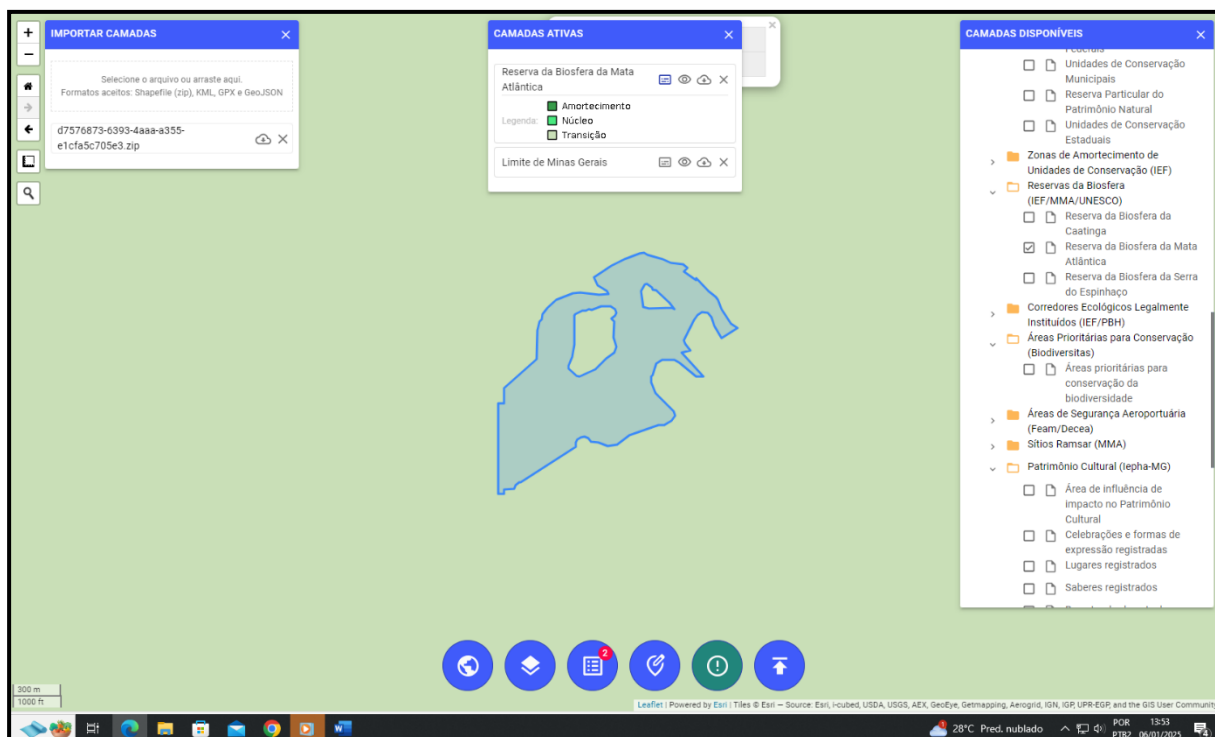 IMPORTAR CAMADAS
Selecione o arquivo ou arraste aqui.
Formatos aceitos: Shapefile (zip), KML, GPX e GeoJSON
d7576873-6393-4aaa-a355-
e1cfa5c705e3.zip
CAMADAS ATIVAS
Reserva da Biosfera da Mata
Atlântica
Legenda:
Amortecimento
Núcleo
Transição
Limite de Minas Gerais
CAMADAS DISPONÍVEIS
Federais
Unidades de Conservação
Municipais
Reserva Particular do
Patrimônio Natural
Unidades de Conservação
Estaduais
Zonas de Amortecimento de
Unidades de Conservação (IEF)
Reservas da Biosfera
(IEF/MMA/UNESCO)
Reserva da Biosfera da
Caatinga
Reserva da Biosfera da Mata
Atlântica
Reserva da Biosfera da Serra
do Espinhaço
Corredores Ecológicos Legalmente
Instituídos (IEF/PBH)
Áreas Prioritárias para Conservação
(Biodiversitas)
Áreas prioritárias para
conservação da
biodiversidade
Áreas de Segurança Aeroportuária
(Feam/Decea)
Sítios Ramsar (MMA)
Patrimônio Cultural (Iepha-MG)
Área de influência de
impacto no Patrimônio
Cultural
Celebrações e formas de
expressão registradas
Lugares registrados
Saberes registrados
2
300 m
1000 ft
Leaflet | Powered by Esri | Tiles © Esri — Source: Esri, i-cubed, USDA, USGS, AEX, GeoEye, Getmapping, Aerogrid, IGN, IGP, UPR-EGP, and the GIS User Community
28°C Pred. nublado
POR
PTB2
13:53
06/01/2025